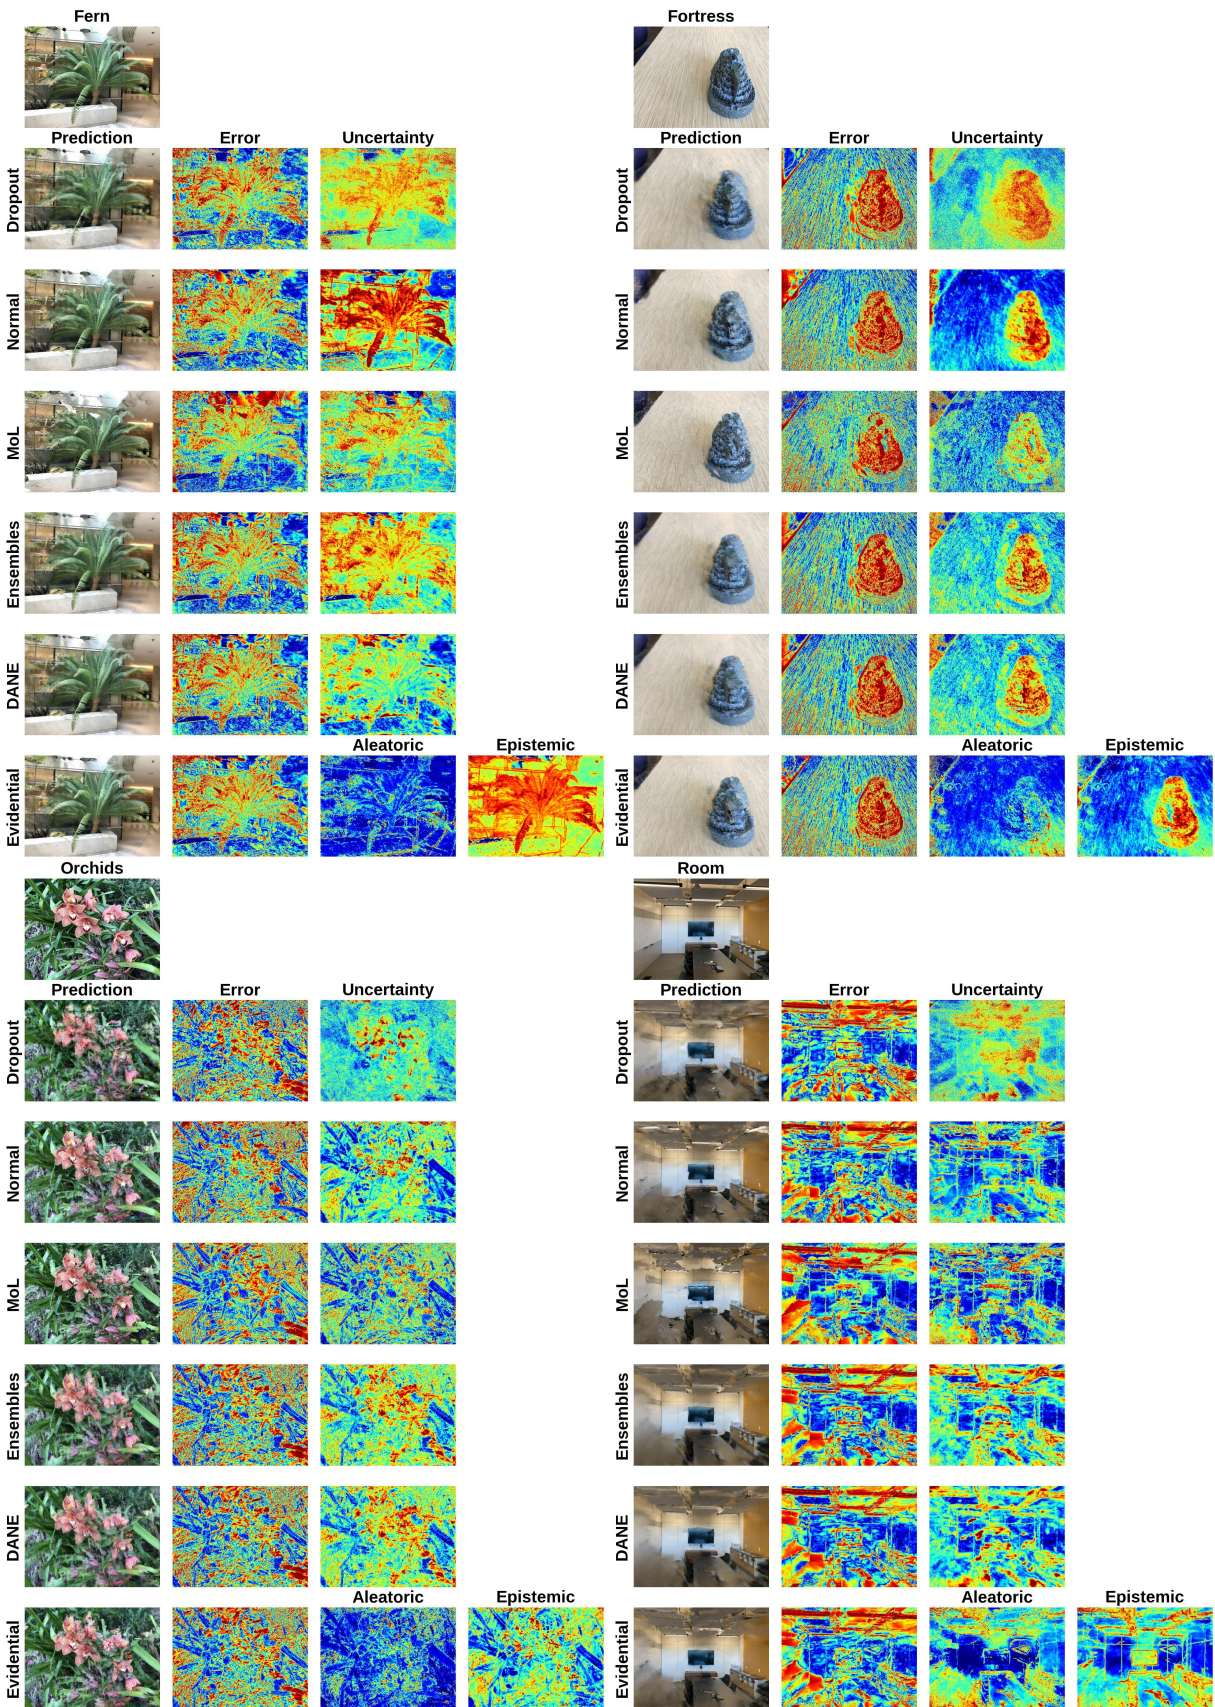 Fern
Prediction Error Uncertainty
Dropout
Normal
MoL
Ensembles
DANE
Aleatoric Epistemic
Evidential
Fortress
Prediction Error Uncertainty
Dropout
Normal
MoL
Ensembles
DANE
Aleatoric Epistemic
Evidential
Orchids
Prediction Error Uncertainty
Dropout
Normal
MoL
Ensembles
DANE
Aleatoric Epistemic
Evidential
Room
Prediction Error Uncertainty
Dropout
Normal
MoL
Ensembles
DANE
Aleatoric Epistemic
Evidential